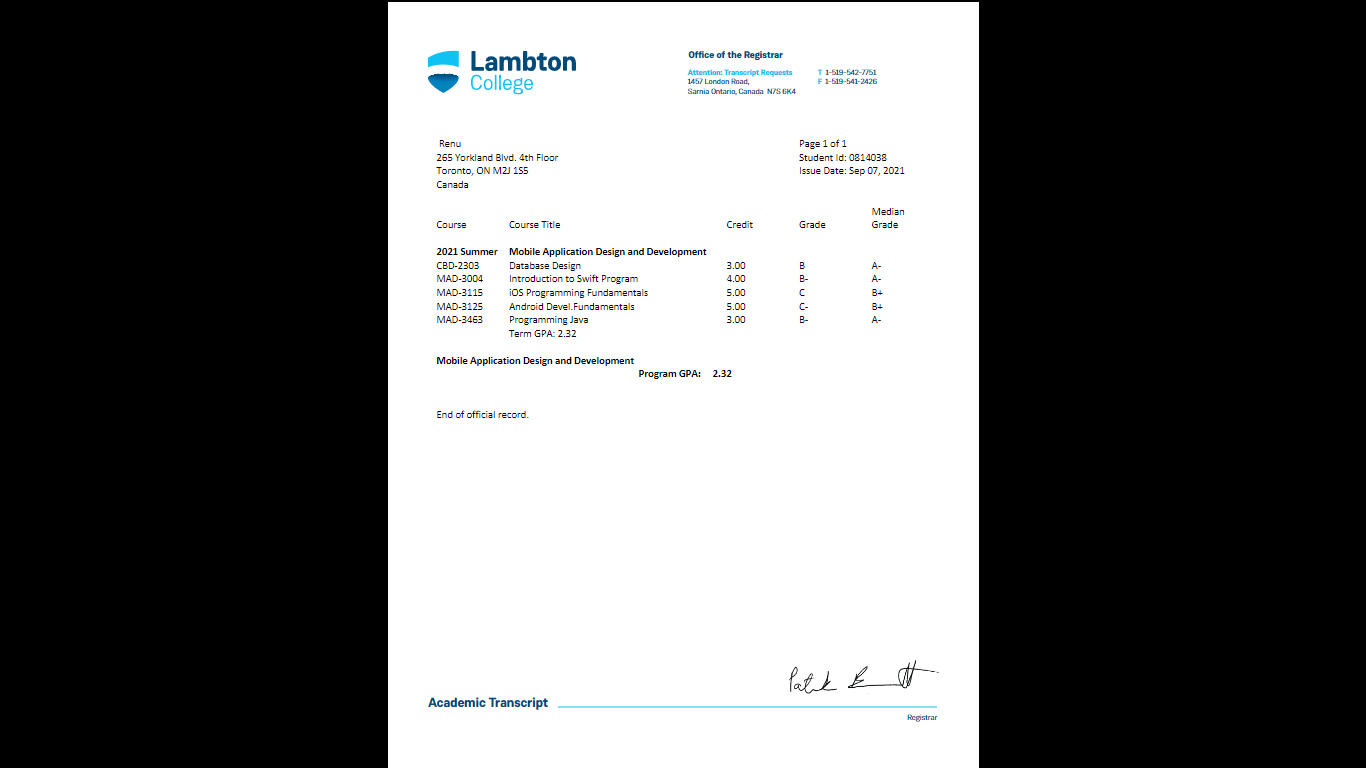 Lambton
College
Office of the Registrar
Attention: Transcript Requests T 1-519-542-7751
1457 London Road, F 1-519-541-2426
Sarnia Ontario, Canada N7S 6K4
Renu Page 1 of 1
265 Yorkland Blvd. 4th Floor Student Id: 0814038
Toronto, ON M2J 1S5 Issue Date: Sep 07, 2021
Canada
Median
Course Course Title Credit Grade Grade
2021 Summer Mobile Application Design and Development
CBD-2303 Database Design 3.00 B A-
MAD-3004 Introduction to Swift Program 4.00 B- A-
MAD-3115 iOS Programming Fundamentals 5.00 C B+
MAD-3125 Android Devel.Fundamentals 5.00 C- B+
MAD-3463 Programming Java 3.00 B- A-
Term GPA: 2.32
Mobile Application Design and Development
Program GPA: 2.32
End of official record.
Academic Transcript
Registrar